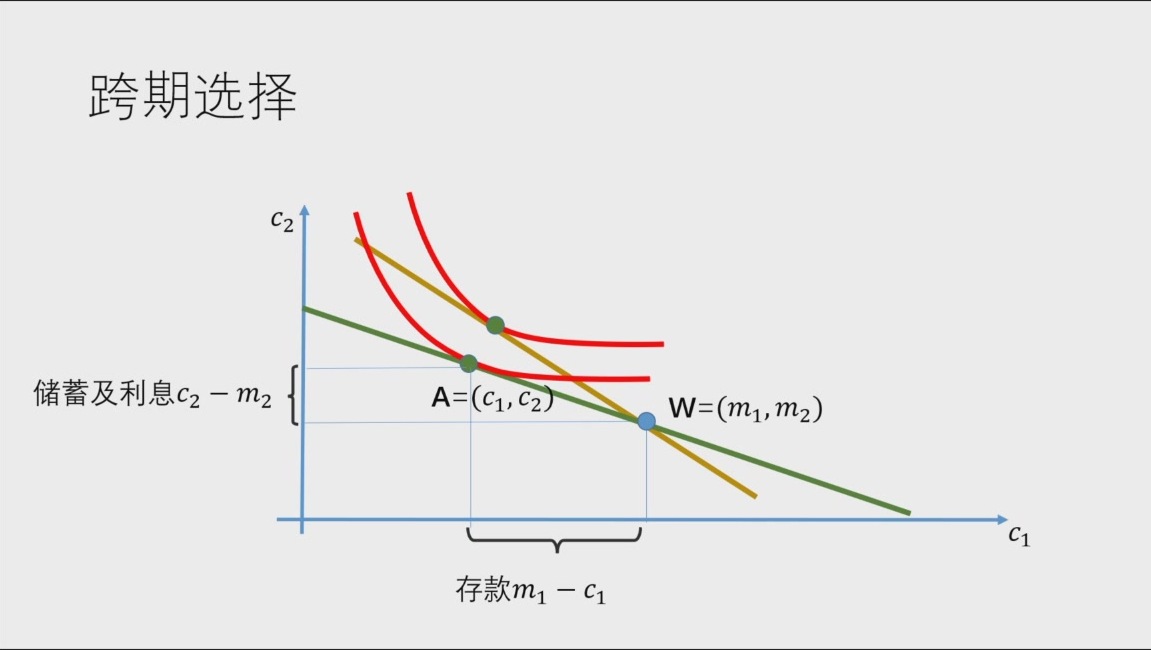 跨期选择
c₂
储蓄及利息c₂ − m₂
A=(c₁, c₂)
W=(m₁, m₂)
c₁
存款m₁ − c₁